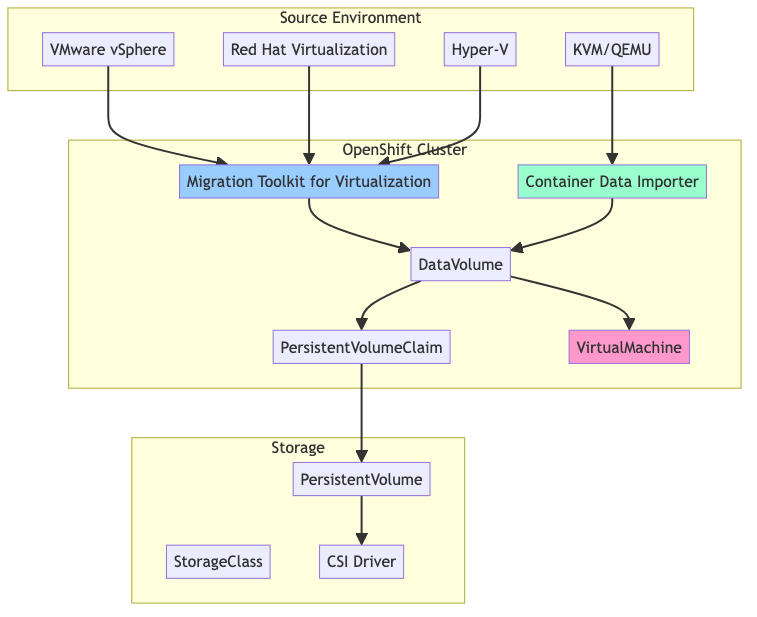 Source Environment
VMware vSphere
Red Hat Virtualization
Hyper-V
KVM/QEMU
OpenShift Cluster
Migration Toolkit for Virtualization
Container Data Importer
DataVolume
PersistentVolumeClaim
VirtualMachine
Storage
PersistentVolume
StorageClass
CSI Driver